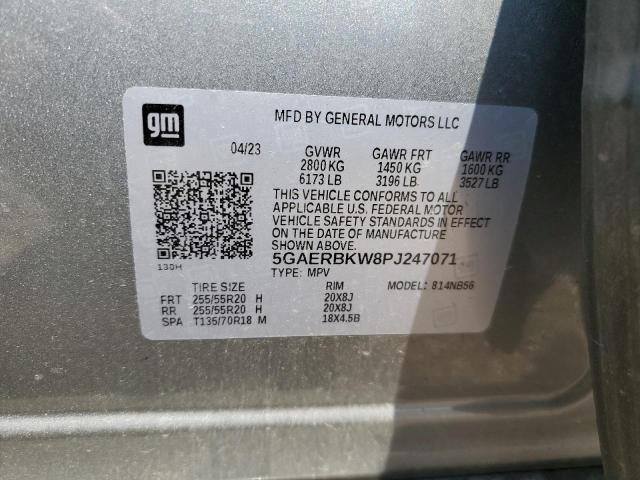 gm
MFD BY GENERAL MOTORS LLC
04/23 GVWR GAWR FRT GAWR RR
2800 KG 1450 KG 1600 KG
6173 LB 3196 LB 3527 LB
THIS VEHICLE CONFORMS TO ALL
APPLICABLE U.S. FEDERAL MOTOR
VEHICLE SAFETY STANDARDS IN EFFECT
ON THE DATE OF MANUFACTURE
SHOWN ABOVE.
130H
5GAERBKW8PJ247071
TYPE: MPV MODEL: 814NB56
TIRE SIZE RIM
FRT 255/55R20 H 20X8J
RR 255/55R20 H 20X8J
SPA T135/70R18 M 18X4.5B